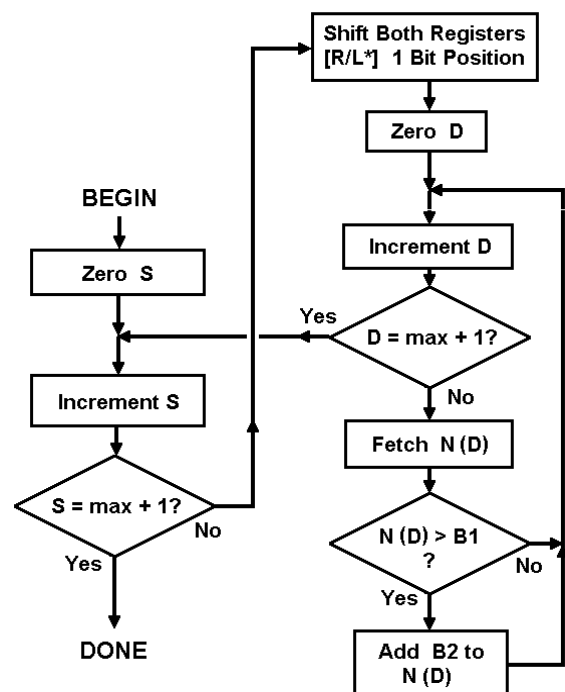 BEGIN
Zero S
Increment S
S = max + 1?
No
Yes
DONE
Shift Both Registers
[R/L*] 1 Bit Position
Zero D
Increment D
D = max + 1?
Yes
No
Fetch N (D)
N (D) > B1
?
No
Yes
Add B2 to
N (D)